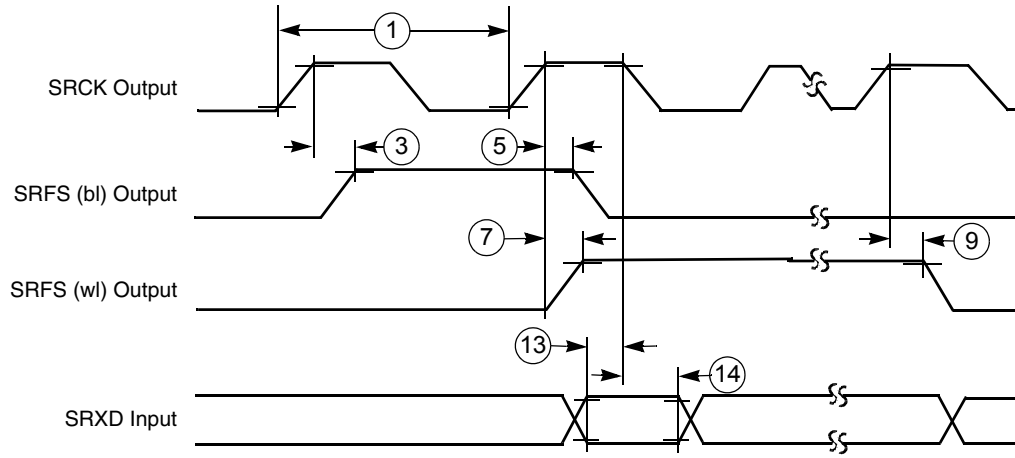 1
SRCK Output
3
5
SRFS (bl) Output
7
9
SRFS (wl) Output
13
14
SRXD Input